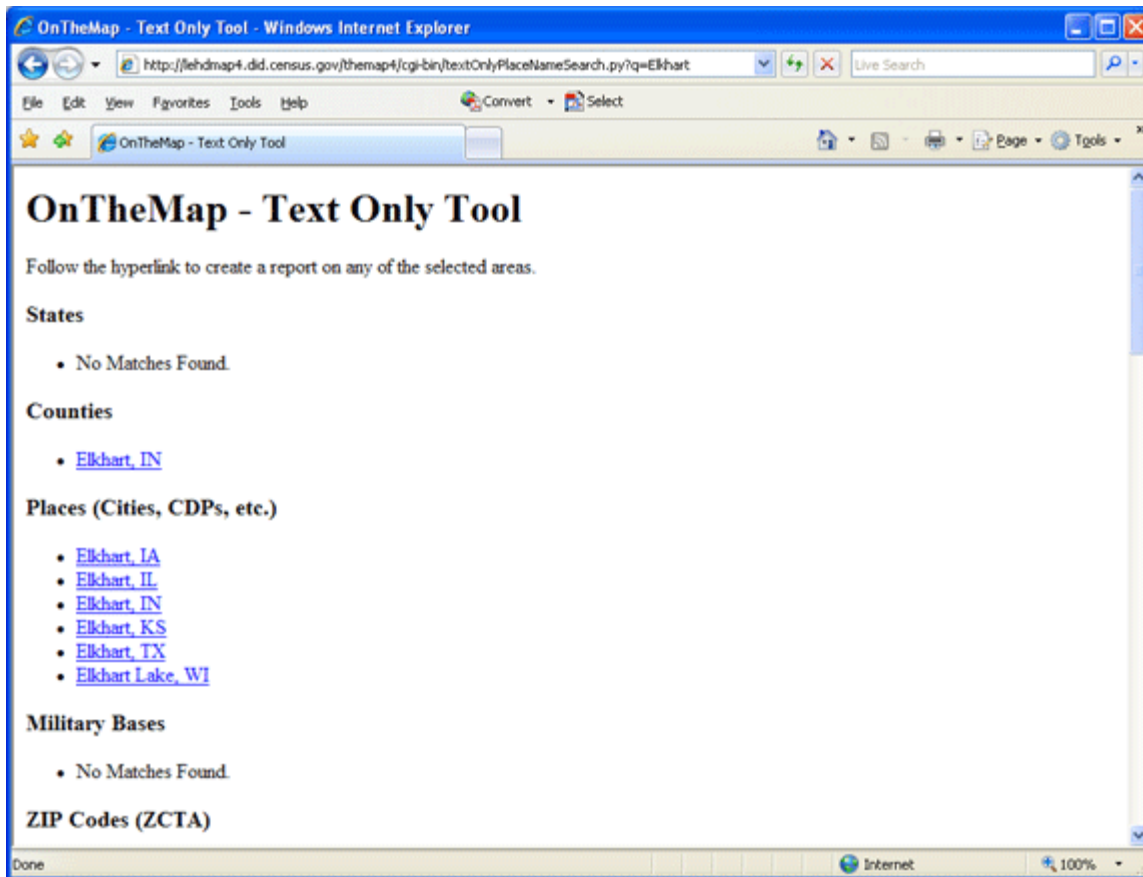 OnTheMap - Text Only Tool - Windows Internet Explorer
http://lehdmap4.did.census.gov/themap4/cgi-bin/textOnlyPlaceNameSearch.py?q=Elkhart
Live Search
File Edit View Favorites Tools Help
Convert Select
OnTheMap - Text Only Tool
Page Tools
OnTheMap - Text Only Tool
Follow the hyperlink to create a report on any of the selected areas.
States
• No Matches Found.
Counties
• Elkhart, IN
Places (Cities, CDPs, etc.)
• Elkhart, IA
• Elkhart, IL
• Elkhart, IN
• Elkhart, KS
• Elkhart, TX
• Elkhart Lake, WI
Military Bases
• No Matches Found.
ZIP Codes (ZCTA)
Done
Internet
100%